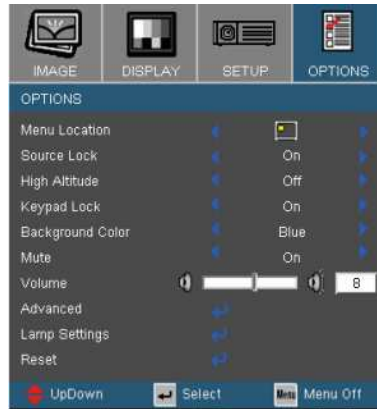 IMAGE DISPLAY SETUP OPTIONS
OPTIONS
Menu Location
Source Lock On
High Altitude Off
Keypad Lock On
Background Color Blue
Mute On
Volume 8
Advanced
Lamp Settings
Reset
UpDown Select Menu Menu Off